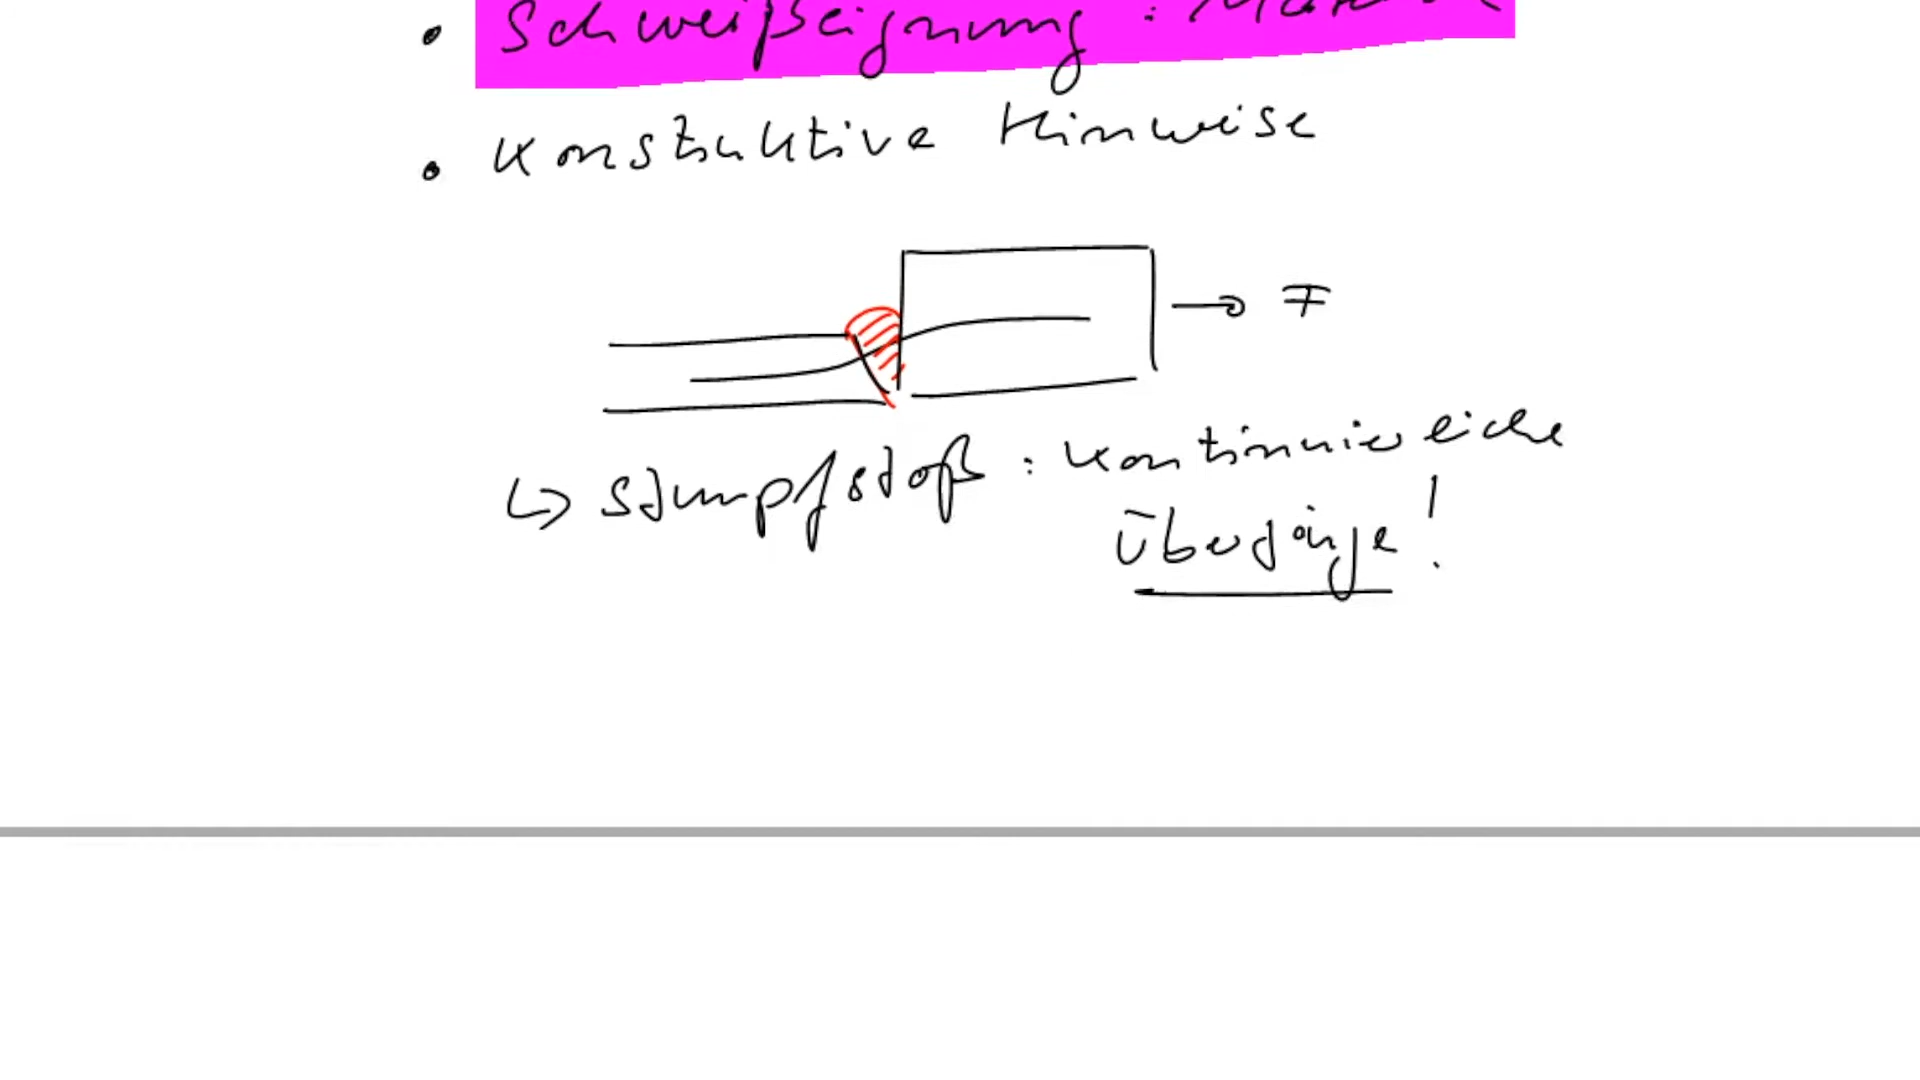 • Schweißeignung :
• Konstruktive Hinweise
→ F
↳ Stumpfstoß : kontinuierliche
Übergänge !